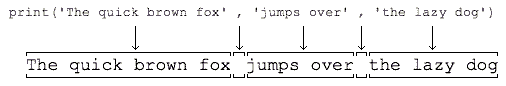 print('The quick brown fox' , 'jumps over' , 'the lazy dog')
The quick brown fox jumps over the lazy dog